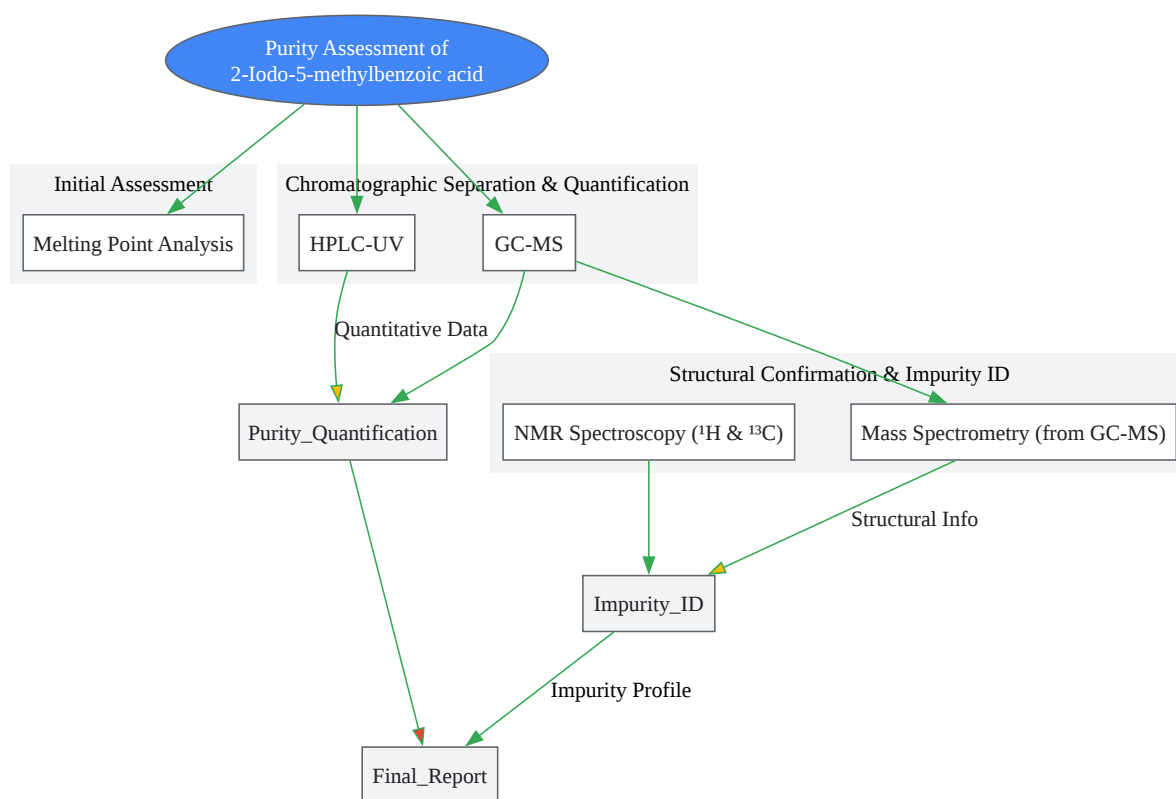 Purity Assessment of
2-Iodo-5-methylbenzoic acid
Initial Assessment
Chromatographic Separation & Quantification
Melting Point Analysis
HPLC-UV
GC-MS
Quantitative Data
Structural Confirmation & Impurity ID
Purity_Quantification
NMR Spectroscopy (¹H & ¹³C)
Mass Spectrometry (from GC-MS)
Structural Info
Impurity_ID
Impurity Profile
Final_Report